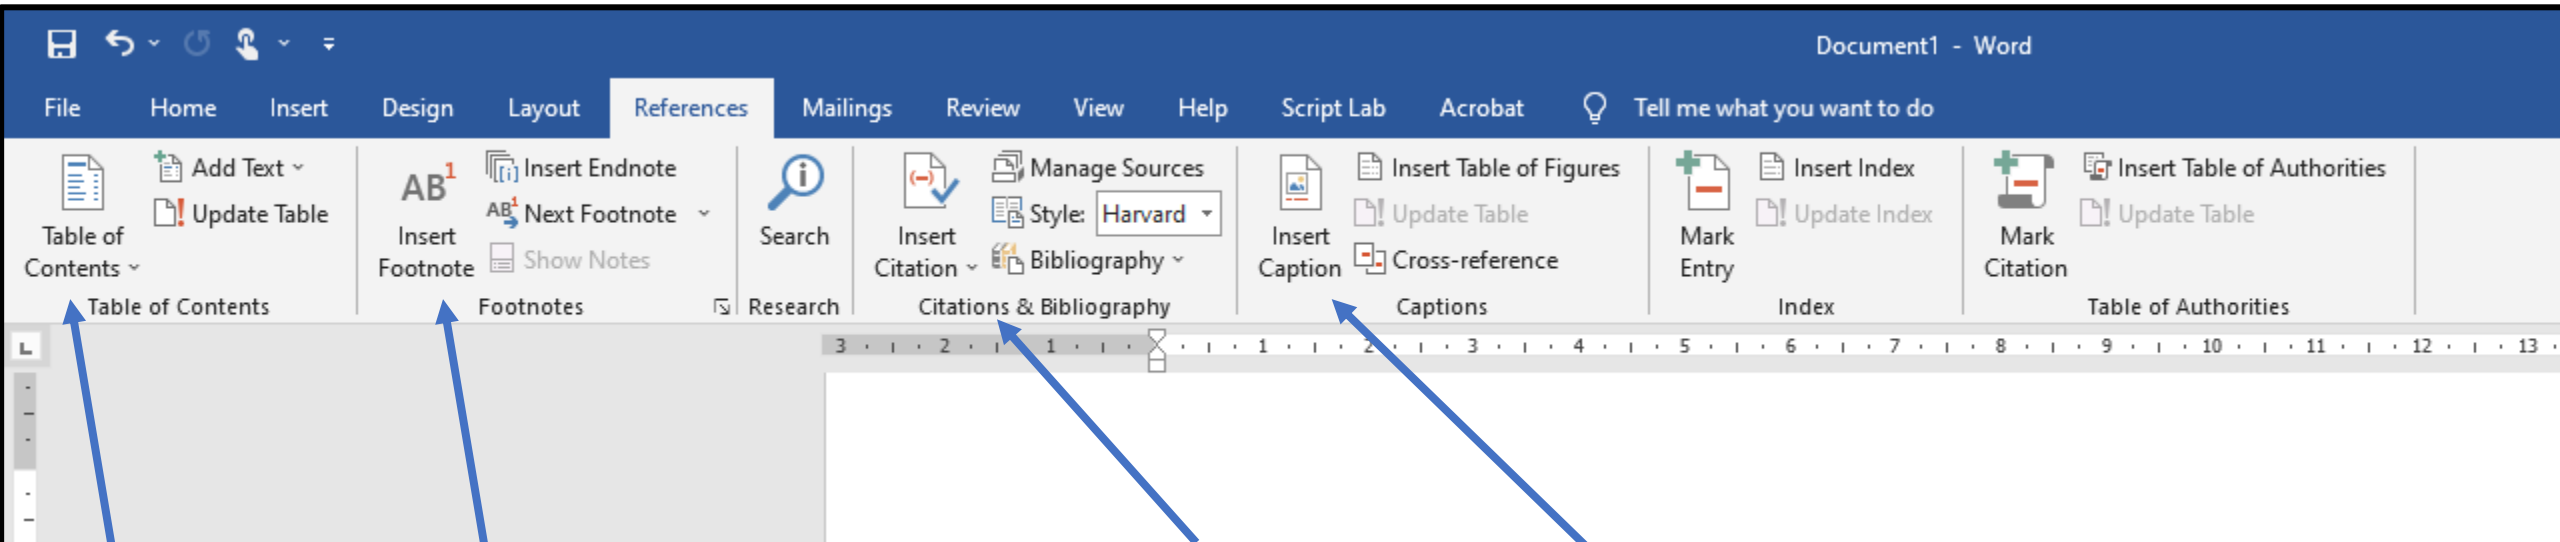 Document1 - Word
File Home Insert Design Layout References Mailings Review View Help Script Lab Acrobat Tell me what you want to do
Table of
Contents
Add Text
Update Table
Table of Contents
AB1
Insert
Footnote
Insert Endnote
Next Footnote
Show Notes
Footnotes
Search
Research
Insert
Citation
Manage Sources
Style: Harvard
Bibliography
Citations & Bibliography
Insert
Caption
Insert Table of Figures
Update Table
Cross-reference
Captions
Mark
Entry
Insert Index
Update Index
Index
Mark
Citation
Insert Table of Authorities
Update Table
Table of Authorities
3 2 1 1 2 3 4 5 6 7 8 9 10 11 12 13